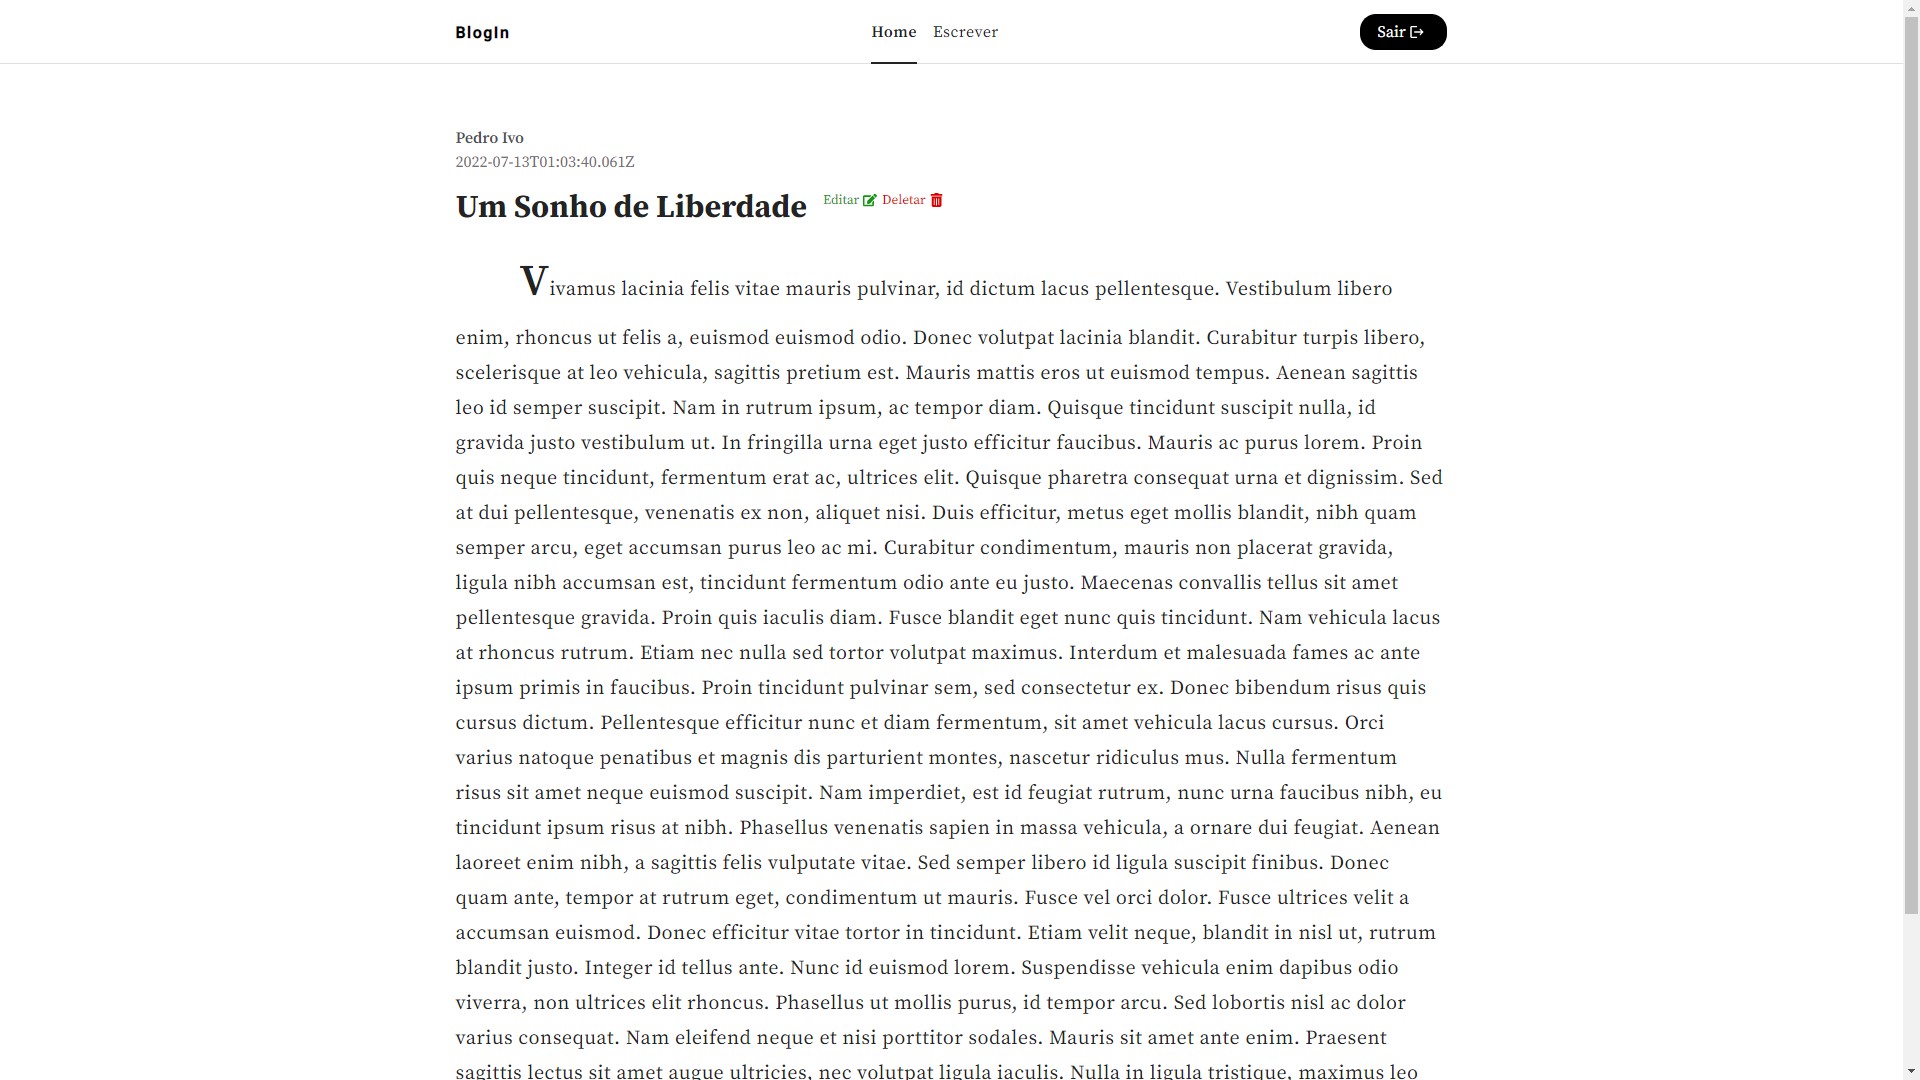 BlogIn
Home Escrever
Sair
Pedro Ivo
2022-07-13T01:03:40.061Z
Um Sonho de Liberdade Editar Deletar
Vivamus lacinia felis vitae mauris pulvinar, id dictum lacus pellentesque. Vestibulum libero
enim, rhoncus ut felis a, euismod euismod odio. Donec volutpat lacinia blandit. Curabitur turpis libero,
scelerisque at leo vehicula, sagittis pretium est. Mauris mattis eros ut euismod tempus. Aenean sagittis
leo id semper suscipit. Nam in rutrum ipsum, ac tempor diam. Quisque tincidunt suscipit nulla, id
gravida justo vestibulum ut. In fringilla urna eget justo efficitur faucibus. Mauris ac purus lorem. Proin
quis neque tincidunt, fermentum erat ac, ultrices elit. Quisque pharetra consequat urna et dignissim. Sed
at dui pellentesque, venenatis ex non, aliquet nisi. Duis efficitur, metus eget mollis blandit, nibh quam
semper arcu, eget accumsan purus leo ac mi. Curabitur condimentum, mauris non placerat gravida,
ligula nibh accumsan est, tincidunt fermentum odio ante eu justo. Maecenas convallis tellus sit amet
pellentesque gravida. Proin quis iaculis diam. Fusce blandit eget nunc quis tincidunt. Nam vehicula lacus
at rhoncus rutrum. Etiam nec nulla sed tortor volutpat maximus. Interdum et malesuada fames ac ante
ipsum primis in faucibus. Proin tincidunt pulvinar sem, sed consectetur ex. Donec bibendum risus quis
cursus dictum. Pellentesque efficitur nunc et diam fermentum, sit amet vehicula lacus cursus. Orci
varius natoque penatibus et magnis dis parturient montes, nascetur ridiculus mus. Nulla fermentum
risus sit amet neque euismod suscipit. Nam imperdiet, est id feugiat rutrum, nunc urna faucibus nibh, eu
tincidunt ipsum risus at nibh. Phasellus venenatis sapien in massa vehicula, a ornare dui feugiat. Aenean
laoreet enim nibh, a sagittis felis vulputate vitae. Sed semper libero id ligula suscipit finibus. Donec
quam ante, tempor at rutrum eget, condimentum ut mauris. Fusce vel orci dolor. Fusce ultrices velit a
accumsan euismod. Donec efficitur vitae tortor in tincidunt. Etiam velit neque, blandit in nisl ut, rutrum
blandit justo. Integer id tellus ante. Nunc id euismod lorem. Suspendisse vehicula enim dapibus odio
viverra, non ultrices elit rhoncus. Phasellus ut mollis purus, id tempor arcu. Sed lobortis nisl ac dolor
varius consequat. Nam eleifend neque et nisi porttitor sodales. Mauris sit amet ante enim. Praesent
sagittis lectus sit amet augue ultricies, nec volutpat ligula iaculis. Nulla in ligula tristique, maximus leo